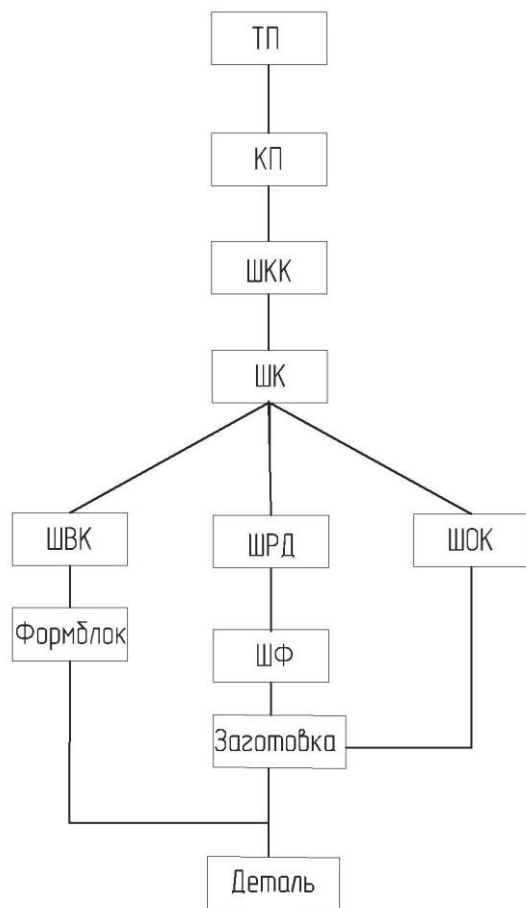 ТП
КП
ШКК
ШК
ШВК
ШРД
ШОК
Формблок
ШФ
Заготовка
Деталь